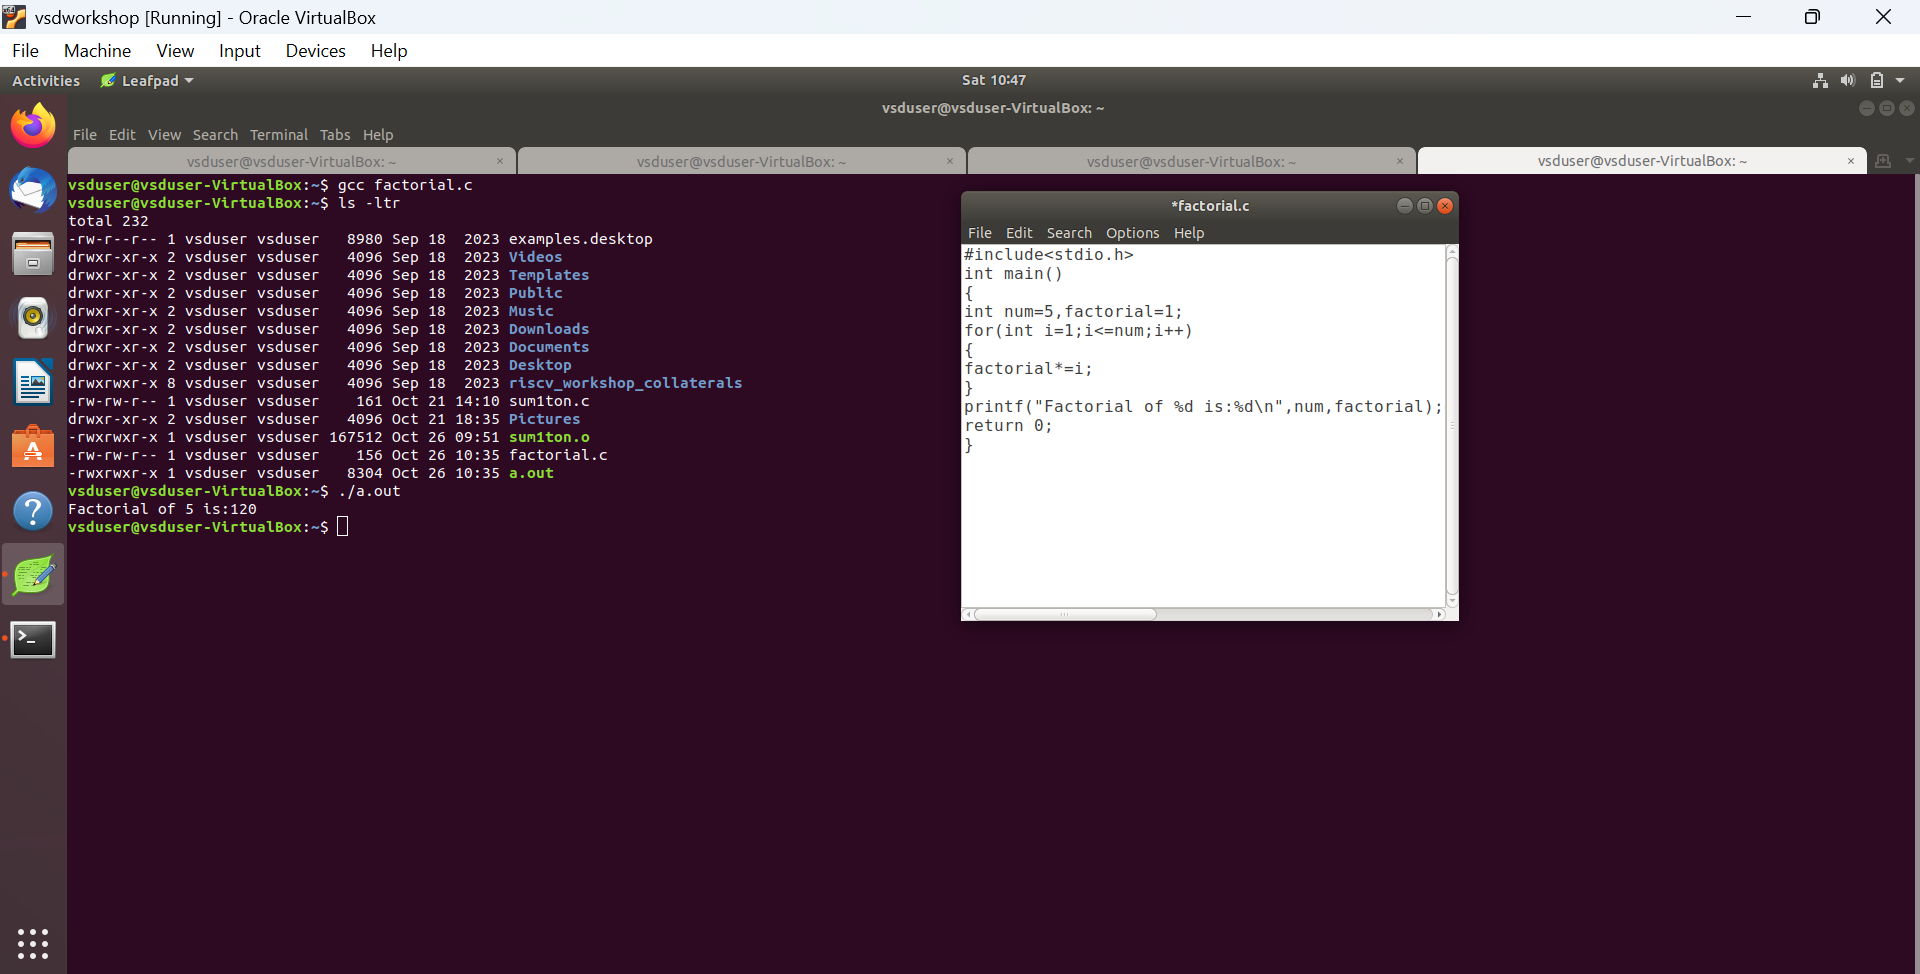 vsdworkshop [Running] - Oracle VirtualBox
File Machine View Input Devices Help
Activities Leafpad Sat 10:47
vsduser@vsduser-VirtualBox: ~
File Edit View Search Terminal Tabs Help
vsduser@vsduser-VirtualBox: ~ × vsduser@vsduser-VirtualBox: ~ × vsduser@vsduser-VirtualBox: ~ × vsduser@vsduser-VirtualBox: ~ ×
vsduser@vsduser-VirtualBox:~$ gcc factorial.c
vsduser@vsduser-VirtualBox:~$ ls -ltr
total 232
-rw-r--r-- 1 vsduser vsduser   8980 Sep 18  2023 examples.desktop
drwxr-xr-x 2 vsduser vsduser   4096 Sep 18  2023 Videos
drwxr-xr-x 2 vsduser vsduser   4096 Sep 18  2023 Templates
drwxr-xr-x 2 vsduser vsduser   4096 Sep 18  2023 Public
drwxr-xr-x 2 vsduser vsduser   4096 Sep 18  2023 Music
drwxr-xr-x 2 vsduser vsduser   4096 Sep 18  2023 Downloads
drwxr-xr-x 2 vsduser vsduser   4096 Sep 18  2023 Documents
drwxr-xr-x 2 vsduser vsduser   4096 Sep 18  2023 Desktop
drwxrwxr-x 8 vsduser vsduser   4096 Sep 18  2023 riscv_workshop_collaterals
-rw-rw-r-- 1 vsduser vsduser    161 Oct 21 14:10 sum1ton.c
drwxr-xr-x 2 vsduser vsduser   4096 Oct 21 18:35 Pictures
-rwxrwxr-x 1 vsduser vsduser 167512 Oct 26 09:51 sum1ton.o
-rw-rw-r-- 1 vsduser vsduser    156 Oct 26 10:35 factorial.c
-rwxrwxr-x 1 vsduser vsduser   8304 Oct 26 10:35 a.out
vsduser@vsduser-VirtualBox:~$ ./a.out
Factorial of 5 is:120
vsduser@vsduser-VirtualBox:~$
*factorial.c
File Edit Search Options Help
#include<stdio.h>
int main()
{
int num=5,factorial=1;
for(int i=1;i<=num;i++)
{
factorial*=i;
}
printf("Factorial of %d is:%d\n",num,factorial);
return 0;
}